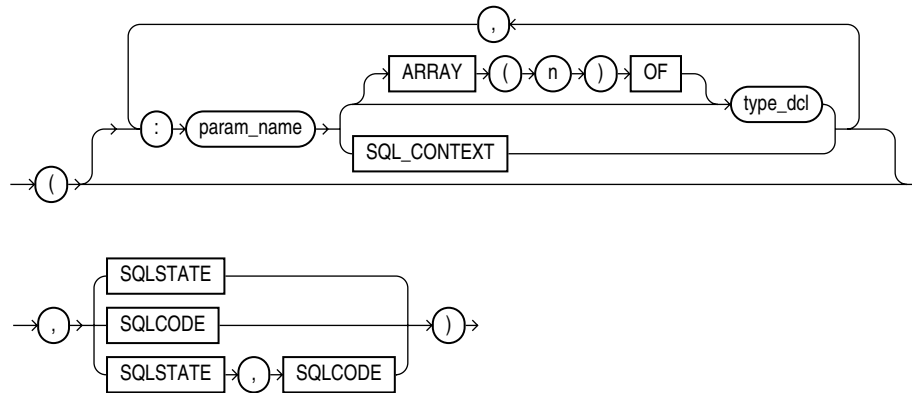 ,
ARRAY ( n ) OF
: param_name type_dcl
SQL_CONTEXT
(
SQLSTATE
, SQLCODE )
SQLSTATE , SQLCODE